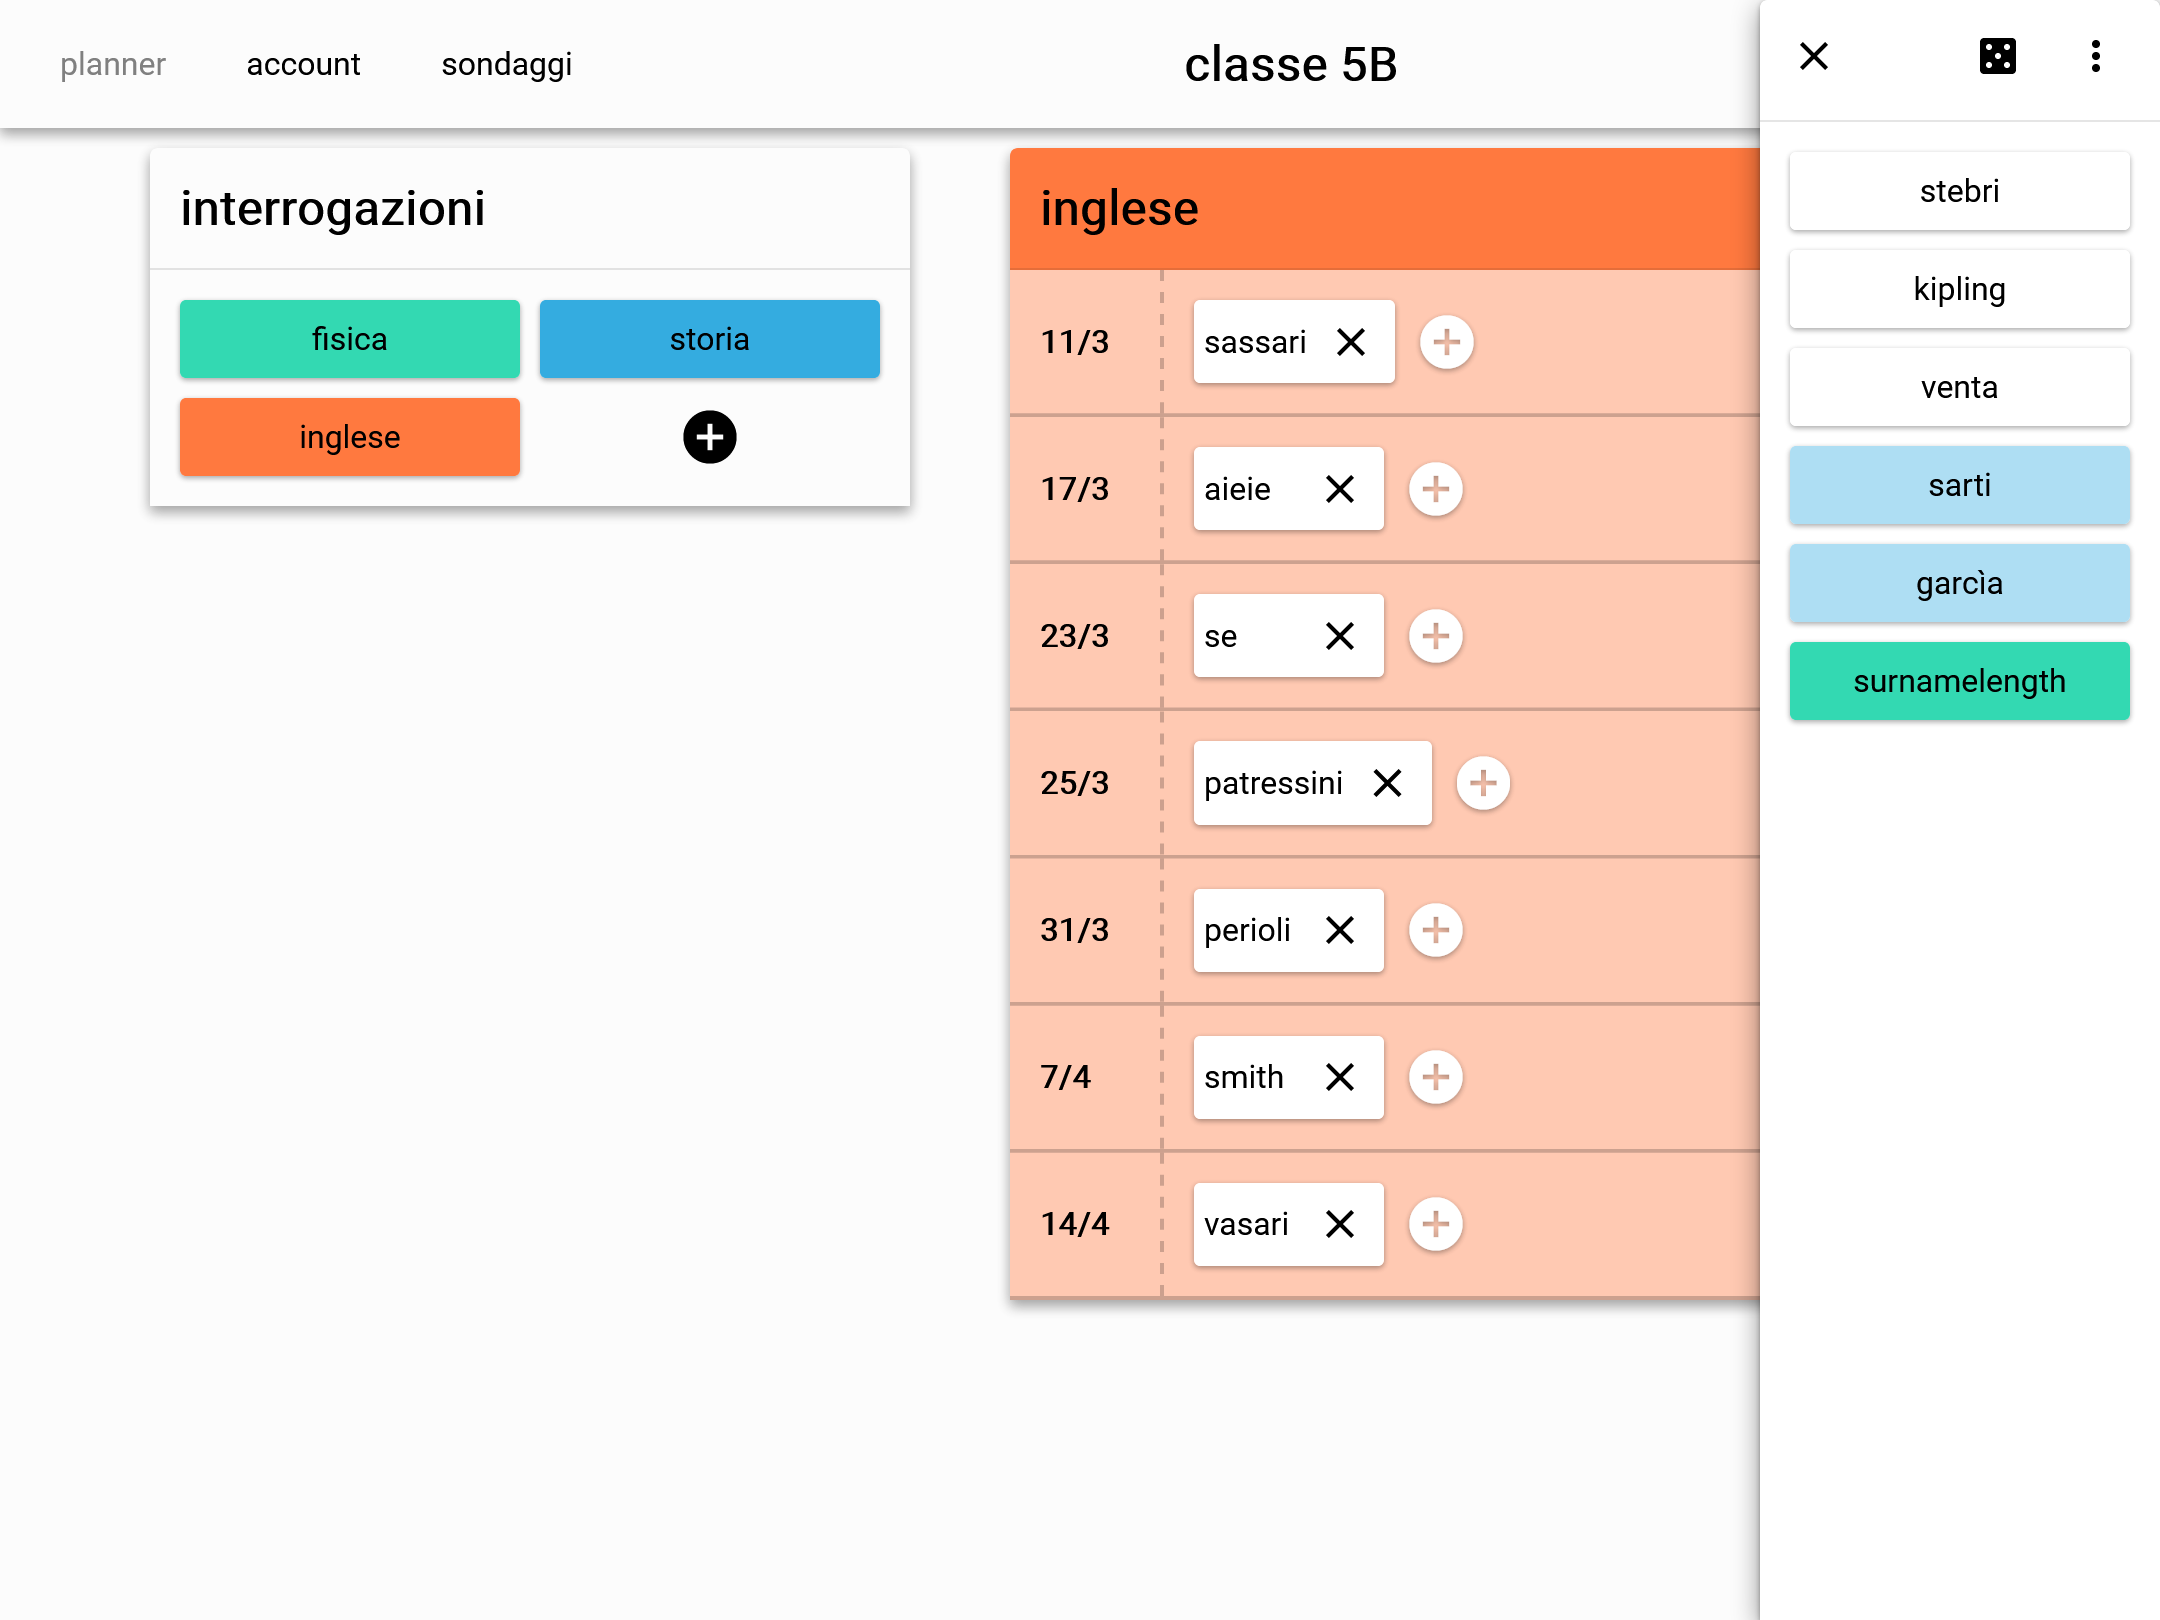 planner account sondaggi
classe 5B
interrogazioni
fisica storia
inglese
inglese
11/3 sassari
17/3 aieie
23/3 se
25/3 patressini
31/3 perioli
7/4 smith
14/4 vasari
stebri
kipling
venta
sarti
garcìa
surnamelength